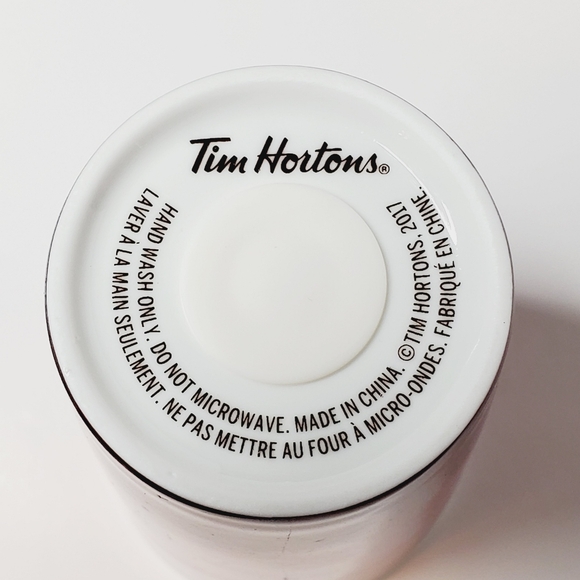 Tim Hortons®
HAND WASH ONLY. DO NOT MICROWAVE. MADE IN CHINA. ©TIM HORTONS, 2017
LAVER À LA MAIN SEULEMENT. NE PAS METTRE AU FOUR À MICRO-ONDES. FABRIQUÉ EN CHINE.